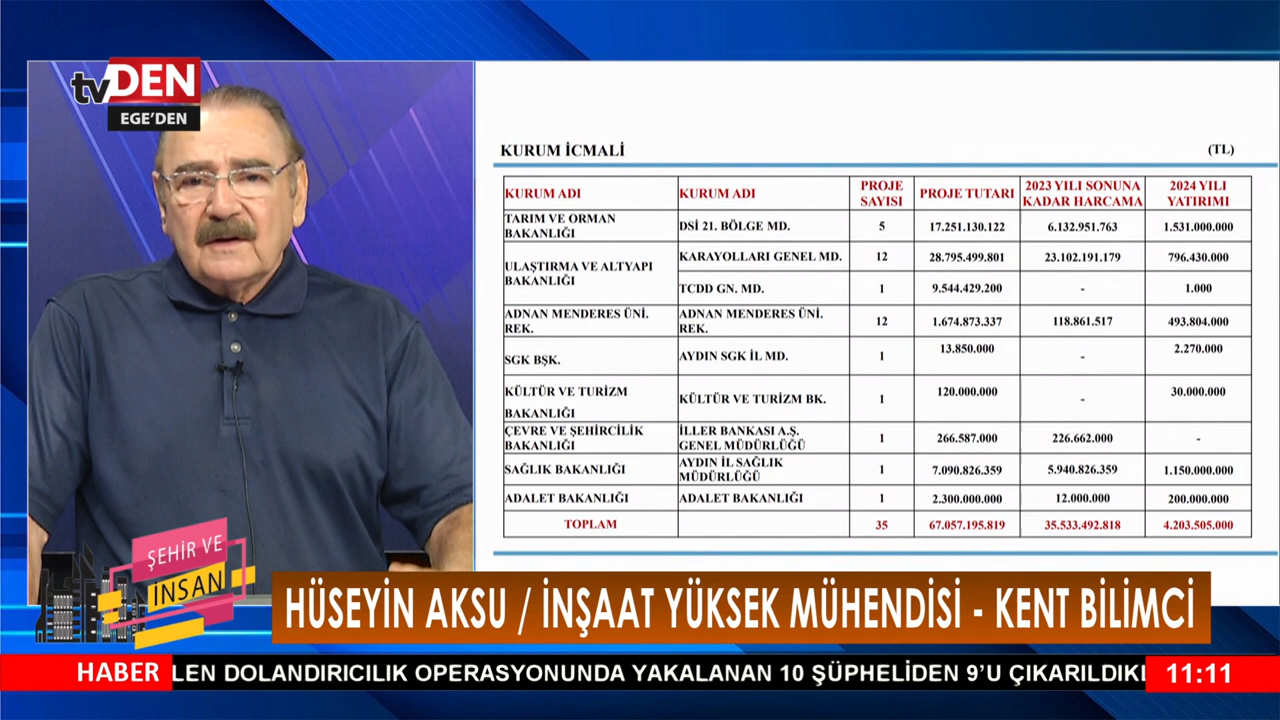 tvDEN
EGE'DEN
KURUM İCMALİ (TL)
KURUM ADI KURUM ADI PROJE SAYISI PROJE TUTARI 2023 YILI SONUNA KADAR HARCAMA 2024 YILI YATIRIMI
TARIM VE ORMAN BAKANLIĞI DSİ 21. BÖLGE MD. 5 17.251.130.122 6.132.951.763 1.531.000.000
ULAŞTIRMA VE ALTYAPI BAKANLIĞI KARAYOLLARI GENEL MD. 12 28.795.499.801 23.102.191.179 796.430.000
TCDD GN. MD. 1 9.544.429.200 - 1.000
ADNAN MENDERES ÜNİ. REK. ADNAN MENDERES ÜNİ. REK. 12 1.674.873.337 118.861.517 493.804.000
SGK BŞK. AYDIN SGK İL MD. 1 13.850.000 - 2.270.000
KÜLTÜR VE TURİZM BAKANLIĞI KÜLTÜR VE TURİZM BK. 1 120.000.000 - 30.000.000
ÇEVRE VE ŞEHİRCİLİK BAKANLIĞI İLLER BANKASI A.Ş. GENEL MÜDÜRLÜĞÜ 1 266.587.000 226.662.000 -
SAĞLIK BAKANLIĞI AYDIN İL SAĞLIK MÜDÜRLÜĞÜ 1 7.090.826.359 5.940.826.359 1.150.000.000
ADALET BAKANLIĞI ADALET BAKANLIĞI 1 2.300.000.000 12.000.000 200.000.000
TOPLAM 35 67.057.195.819 35.533.492.818 4.203.505.000
ŞEHİR VE
İNSAN
HÜSEYİN AKSU / İNŞAAT YÜKSEK MÜHENDİSİ - KENT BİLİMCİ
HABER LEN DOLANDIRICILIK OPERASYONUNDA YAKALANAN 10 ŞÜPHELİDEN 9'U ÇIKARILDIKL 11:11